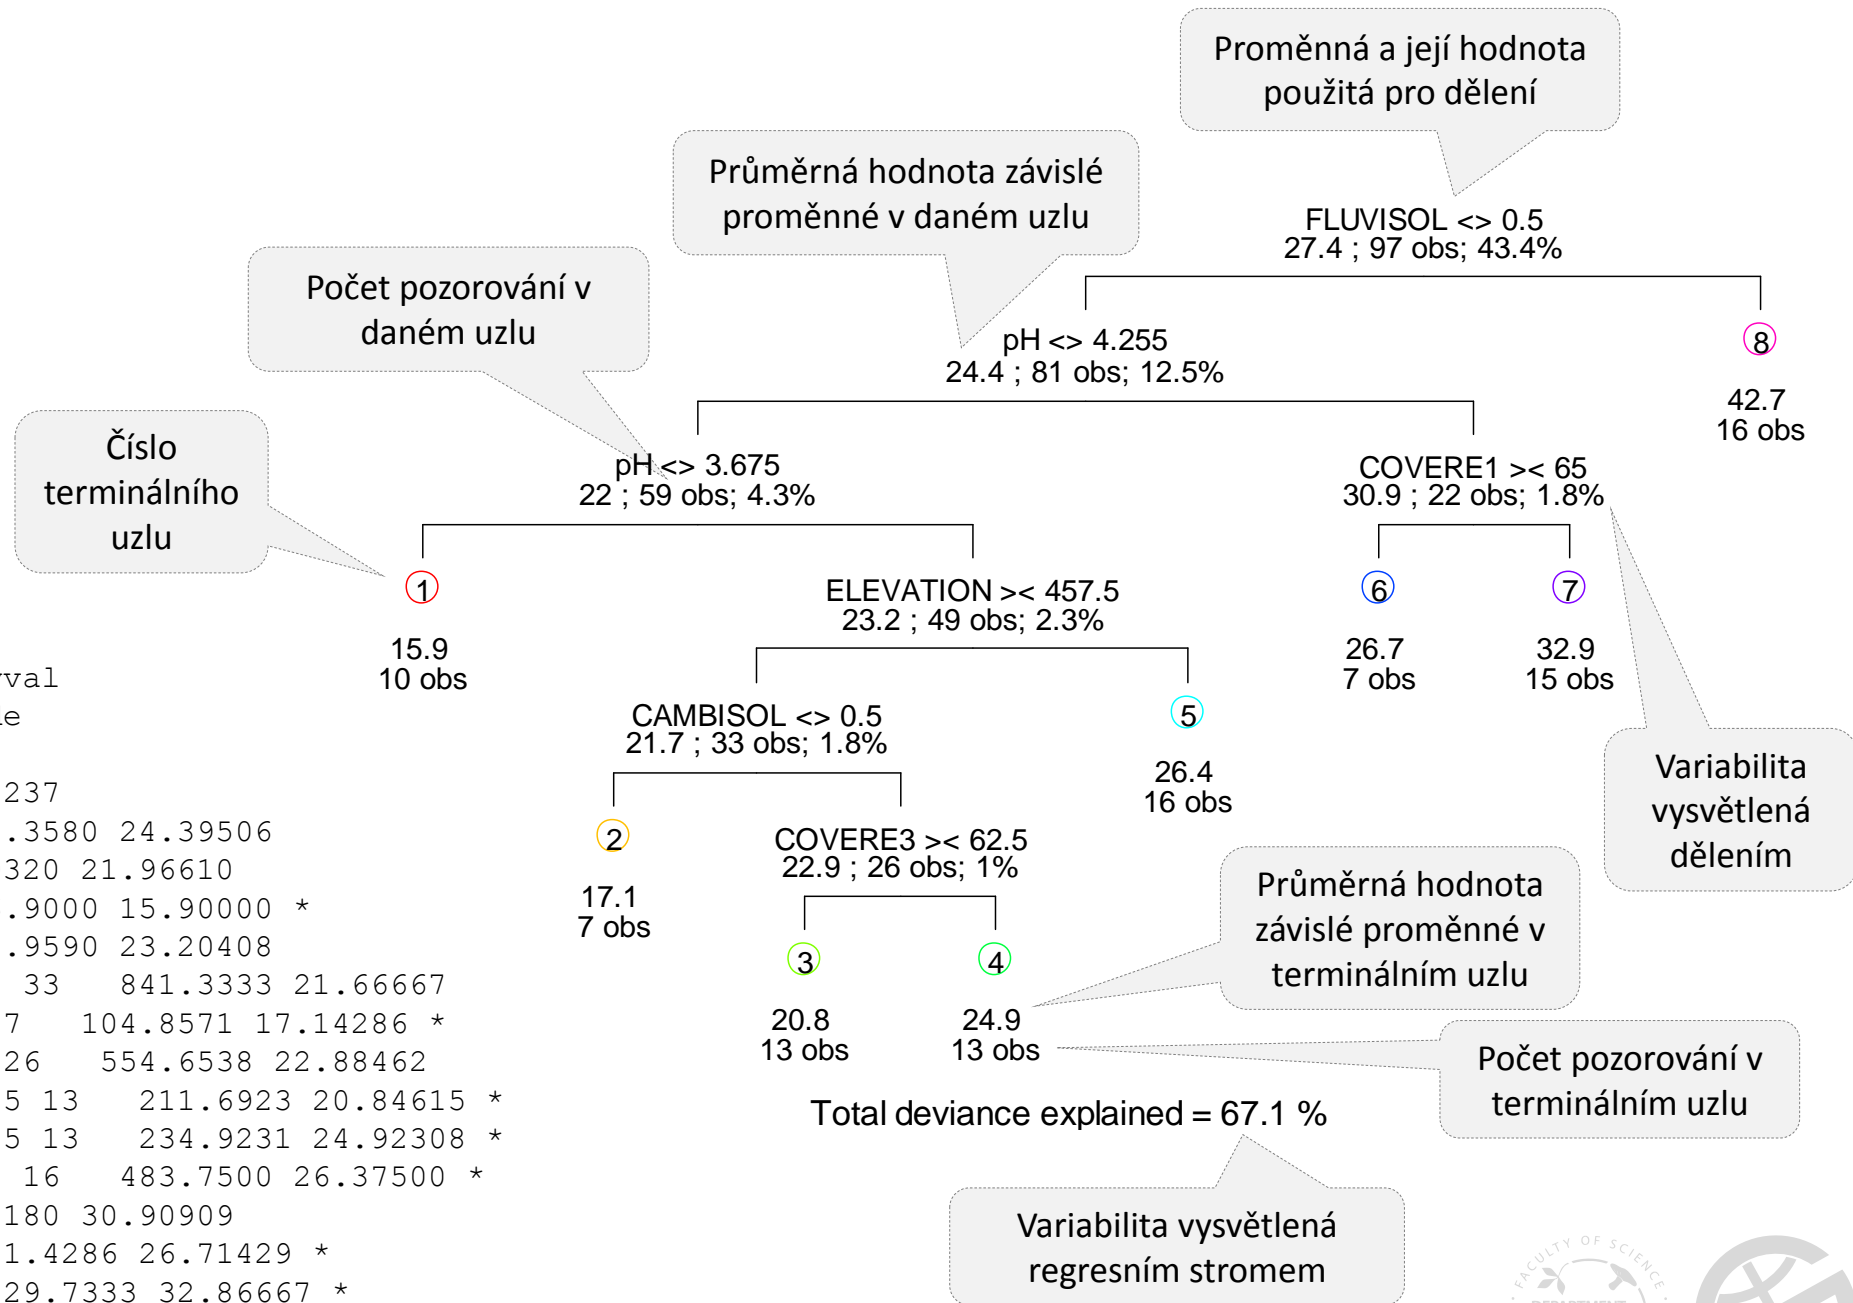 Proměnná a její hodnota
použitá pro dělení
Průměrná hodnota závislé
proměnné v daném uzlu
FLUVISOL <> 0.5
27.4 ; 97 obs; 43.4%
Počet pozorování v
daném uzlu
pH <> 4.255
24.4 ; 81 obs; 12.5%
8
42.7
16 obs
Číslo
terminálního
uzlu
pH <> 3.675
22 ; 59 obs; 4.3%
COVERE1 >< 65
30.9 ; 22 obs; 1.8%
1
15.9
10 obs
ELEVATION >< 457.5
23.2 ; 49 obs; 2.3%
6
26.7
7 obs
7
32.9
15 obs
CAMBISOL <> 0.5
21.7 ; 33 obs; 1.8%
5
26.4
16 obs
Variabilita
vysvětlená
dělením
2
17.1
7 obs
COVERE3 >< 62.5
22.9 ; 26 obs; 1%
3
20.8
13 obs
4
24.9
13 obs
Průměrná hodnota
závislé proměnné v
terminálním uzlu
Počet pozorování v
terminálním uzlu
Total deviance explained = 67.1 %
Variabilita vysvětlená
regresním stromem
val
237
.3580 24.39506
320 21.96610
.9000 15.90000 *
.9590 23.20408
33 841.3333 21.66667
7 104.8571 17.14286 *
26 554.6538 22.88462
5 13 211.6923 20.84615 *
5 13 234.9231 24.92308 *
16 483.7500 26.37500 *
180 30.90909
1.4286 26.71429 *
29.7333 32.86667 *
FACULTY OF SCIENCE